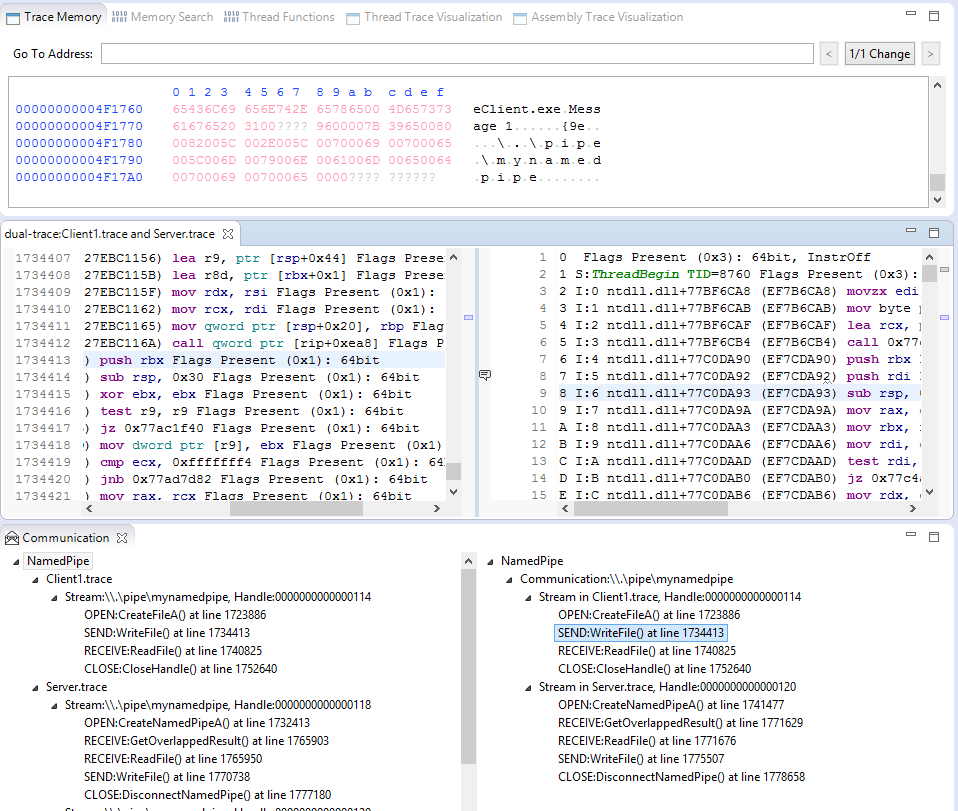 Trace Memory Memory Search Thread Functions Thread Trace Visualization Assembly Trace Visualization
Go To Address: < 1/1 Change >
0 1 2 3 4 5 6 7 8 9 a b c d e f
00000000004F1760 65436C69 656E742E 65786500 4D657373 eClient.exe.Mess
00000000004F1770 61676520 3100???? 9600007B 39650080 age 1......{9e..
00000000004F1780 0082005C 002E005C 00700069 00700065 ...\...\.p.i.p.e
00000000004F1790 005C006D 0079006E 0061006D 00650064 .\.m.y.n.a.m.e.d
00000000004F17A0 00700069 00700065 0000???? ??????? .p.i.p.e........
dual-trace:Client1.trace and Server.trace
1734407 27EBC1156) lea r9, ptr [rsp+0x44] Flags Prese
1734408 27EBC115B) lea r8d, ptr [rbx+0x1] Flags Prese
1734409 27EBC115F) mov rdx, rsi Flags Present (0x1):
1734410 27EBC1162) mov rcx, rdi Flags Present (0x1):
1734411 27EBC1165) mov qword ptr [rsp+0x20], rbp Flag
1734412 27EBC116A) call qword ptr [rip+0xea8] Flags P
1734413 ) push rbx Flags Present (0x1): 64bit
1734414 ) sub rsp, 0x30 Flags Present (0x1): 64bit
1734415 ) xor ebx, ebx Flags Present (0x1): 64bit
1734416 ) test r9, r9 Flags Present (0x1): 64bit
1734417 ) jz 0x77ac1f40 Flags Present (0x1): 64bit
1734418 ) mov dword ptr [r9], ebx Flags Present (0x1)
1734419 ) cmp ecx, 0xfffffff4 Flags Present (0x1): 64
1734420 ) jnb 0x77ad7d82 Flags Present (0x1): 64bit
1734421 ) mov rax, rcx Flags Present (0x1): 64bit
1 0 Flags Present (0x3): 64bit, InstrOff
2 1 S:ThreadBegin TID=8760 Flags Present (0x3):
3 2 I:0 ntdll.dll+77BF6CA8 (EF7B6CA8) movzx edi
4 3 I:1 ntdll.dll+77BF6CAB (EF7B6CAB) mov byte p
5 4 I:2 ntdll.dll+77BF6CAF (EF7B6CAF) lea rcx, p
6 5 I:3 ntdll.dll+77BF6CB4 (EF7B6CB4) call 0x77c
7 6 I:4 ntdll.dll+77C0DA90 (EF7CDA90) push rbx
8 7 I:5 ntdll.dll+77C0DA92 (EF7CDA92) push rdi
9 8 I:6 ntdll.dll+77C0DA93 (EF7CDA93) sub rsp,
10 9 I:7 ntdll.dll+77C0DA9A (EF7CDA9A) mov rax,
11 A I:8 ntdll.dll+77C0DAA3 (EF7CDAA3) mov rbx,
12 B I:9 ntdll.dll+77C0DAA6 (EF7CDAA6) mov rdi,
13 C I:A ntdll.dll+77C0DAAD (EF7CDAAD) test rdi,
14 D I:B ntdll.dll+77C0DAB0 (EF7CDAB0) jz 0x77c4
15 E I:C ntdll.dll+77C0DAB6 (EF7CDAB6) mov rdx,
Communication
NamedPipe
Client1.trace
Stream:\\.\pipe\mynamedpipe, Handle:0000000000000114
OPEN:CreateFileA() at line 1723886
SEND:WriteFile() at line 1734413
RECEIVE:ReadFile() at line 1740825
CLOSE:CloseHandle() at line 1752640
Server.trace
Stream:\\.\pipe\mynamedpipe, Handle:0000000000000118
OPEN:CreateNamedPipeA() at line 1732413
RECEIVE:GetOverlappedResult() at line 1765903
RECEIVE:ReadFile() at line 1765950
SEND:WriteFile() at line 1770738
CLOSE:DisconnectNamedPipe() at line 1777180
NamedPipe
Communication:\\.\pipe\mynamedpipe
Stream in Client1.trace, Handle:0000000000000114
OPEN:CreateFileA() at line 1723886
SEND:WriteFile() at line 1734413
RECEIVE:ReadFile() at line 1740825
CLOSE:CloseHandle() at line 1752640
Stream in Server.trace, Handle:0000000000000120
OPEN:CreateNamedPipeA() at line 1741477
RECEIVE:GetOverlappedResult() at line 1771629
RECEIVE:ReadFile() at line 1771676
SEND:WriteFile() at line 1775507
CLOSE:DisconnectNamedPipe() at line 1778658